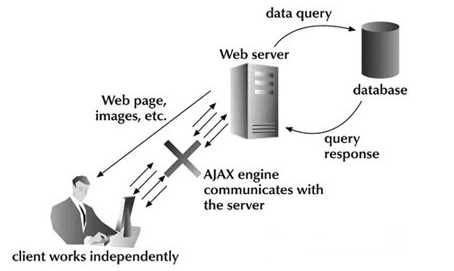 data query
Web server
database
Web page,
images, etc.
query
response
AJAX engine
communicates with
the server
client works independently